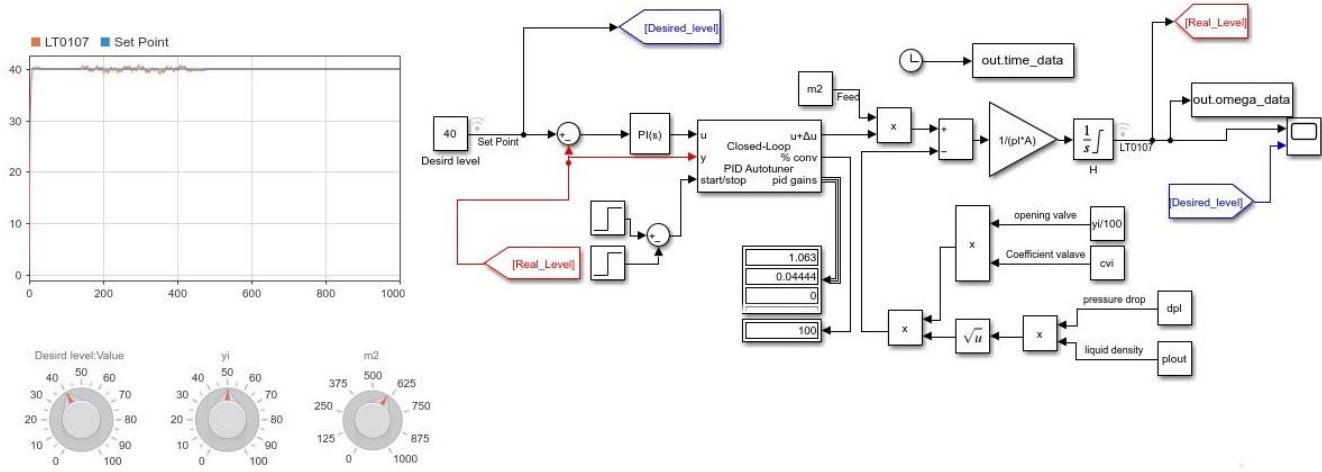 LT0107 Set Point
40
30
20
10
0
0 200 400 600 800 1000
Desird level:Value
0 10 20 30 40 50 60 70 80 90 100
yi
0 10 20 30 40 50 60 70 80 90 100
m2
0 125 250 375 500 625 750 875 1000
[Desired_level]
[Real_Level]
out.time_data
out.omega_data
40
Set Point
Desird level
+
−
PI(s)
u
y
start/stop
Closed-Loop
PID Autotuner
u+Δu
% conv
pid gains
m2
Feed
x
+
−
1/(pl*A)
1
s
H
LT0107
[Desired_level]
[Real_Level]
+
−
1.063
0.04444
0
100
opening valve
yi/100
x
Coefficient valave
cvi
pressure drop
dpl
x
√u
x
liquid density
plout